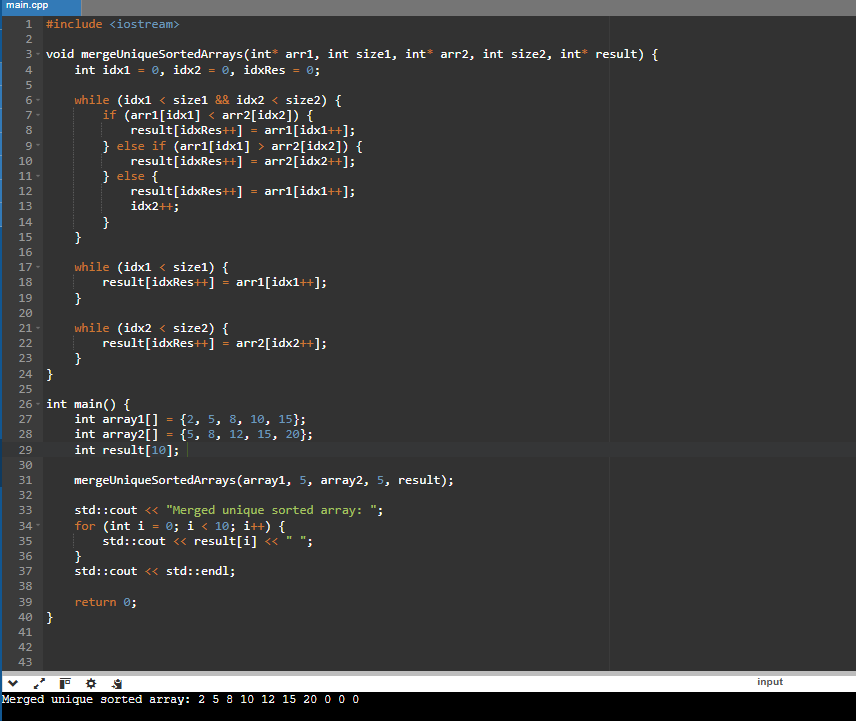 main.cpp
1 #include <iostream>
2
3 void mergeUniqueSortedArrays(int* arr1, int size1, int* arr2, int size2, int* result) {
4     int idx1 = 0, idx2 = 0, idxRes = 0;
5
6     while (idx1 < size1 && idx2 < size2) {
7         if (arr1[idx1] < arr2[idx2]) {
8             result[idxRes++] = arr1[idx1++];
9         } else if (arr1[idx1] > arr2[idx2]) {
10             result[idxRes++] = arr2[idx2++];
11         } else {
12             result[idxRes++] = arr1[idx1++];
13             idx2++;
14         }
15     }
16
17     while (idx1 < size1) {
18         result[idxRes++] = arr1[idx1++];
19     }
20
21     while (idx2 < size2) {
22         result[idxRes++] = arr2[idx2++];
23     }
24 }
25
26 int main() {
27     int array1[] = {2, 5, 8, 10, 15};
28     int array2[] = {5, 8, 12, 15, 20};
29     int result[10];
30
31     mergeUniqueSortedArrays(array1, 5, array2, 5, result);
32
33     std::cout << "Merged unique sorted array: ";
34     for (int i = 0; i < 10; i++) {
35         std::cout << result[i] << " ";
36     }
37     std::cout << std::endl;
38
39     return 0;
40 }
41
42
43
input
Merged unique sorted array: 2 5 8 10 12 15 20 0 0 0